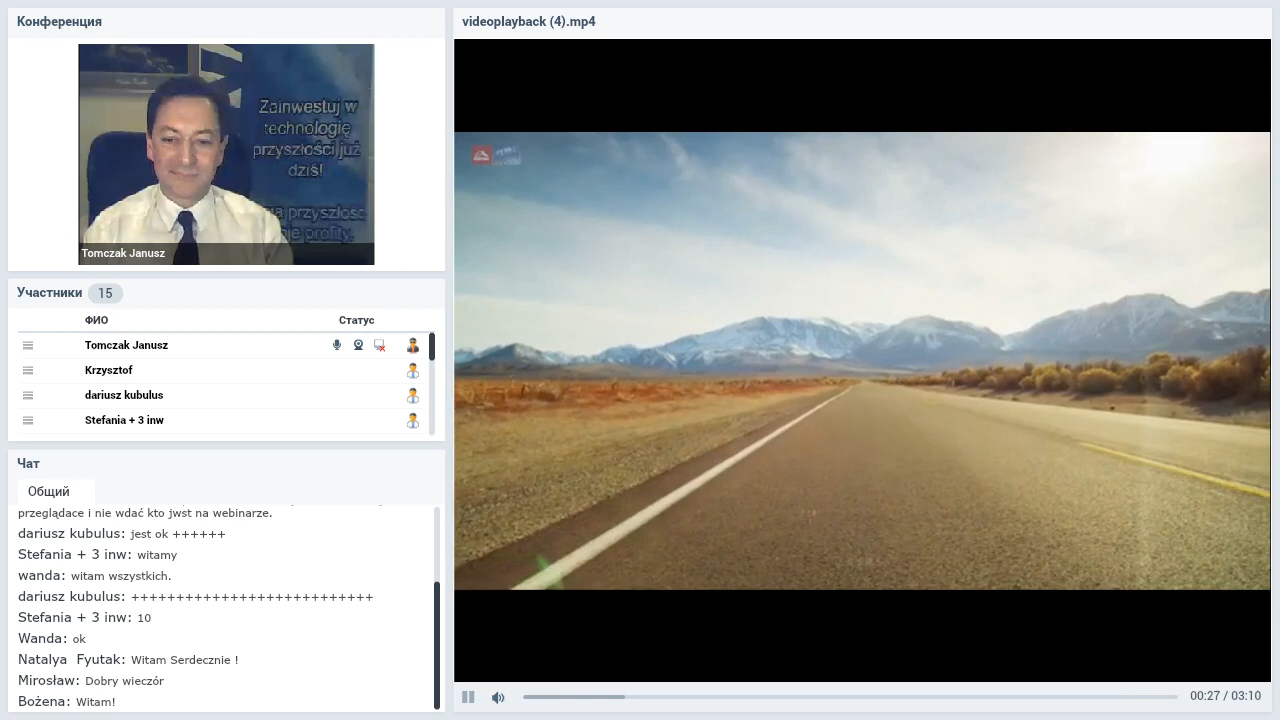 Конференция
Zainwestuj w
technologię
przyszłości już
dziś!
przyszłosc
profity.
Tomczak Janusz
Участники 15
ФИО Статус
Tomczak Janusz
Krzysztof
dariusz kubulus
Stefania + 3 inw
Чат
Общий
przeglądace i nie wdać kto jwst na webinarze.
dariusz kubulus: jest ok ++++++
Stefania + 3 inw: witamy
wanda: witam wszystkich.
dariusz kubulus: +++++++++++++++++++++++++++
Stefania + 3 inw: 10
Wanda: ok
Natalya Fyutak: Witam Serdecznie !
Mirosław: Dobry wieczór
Bożena: Witam!
videoplayback (4).mp4
00:27 / 03:10